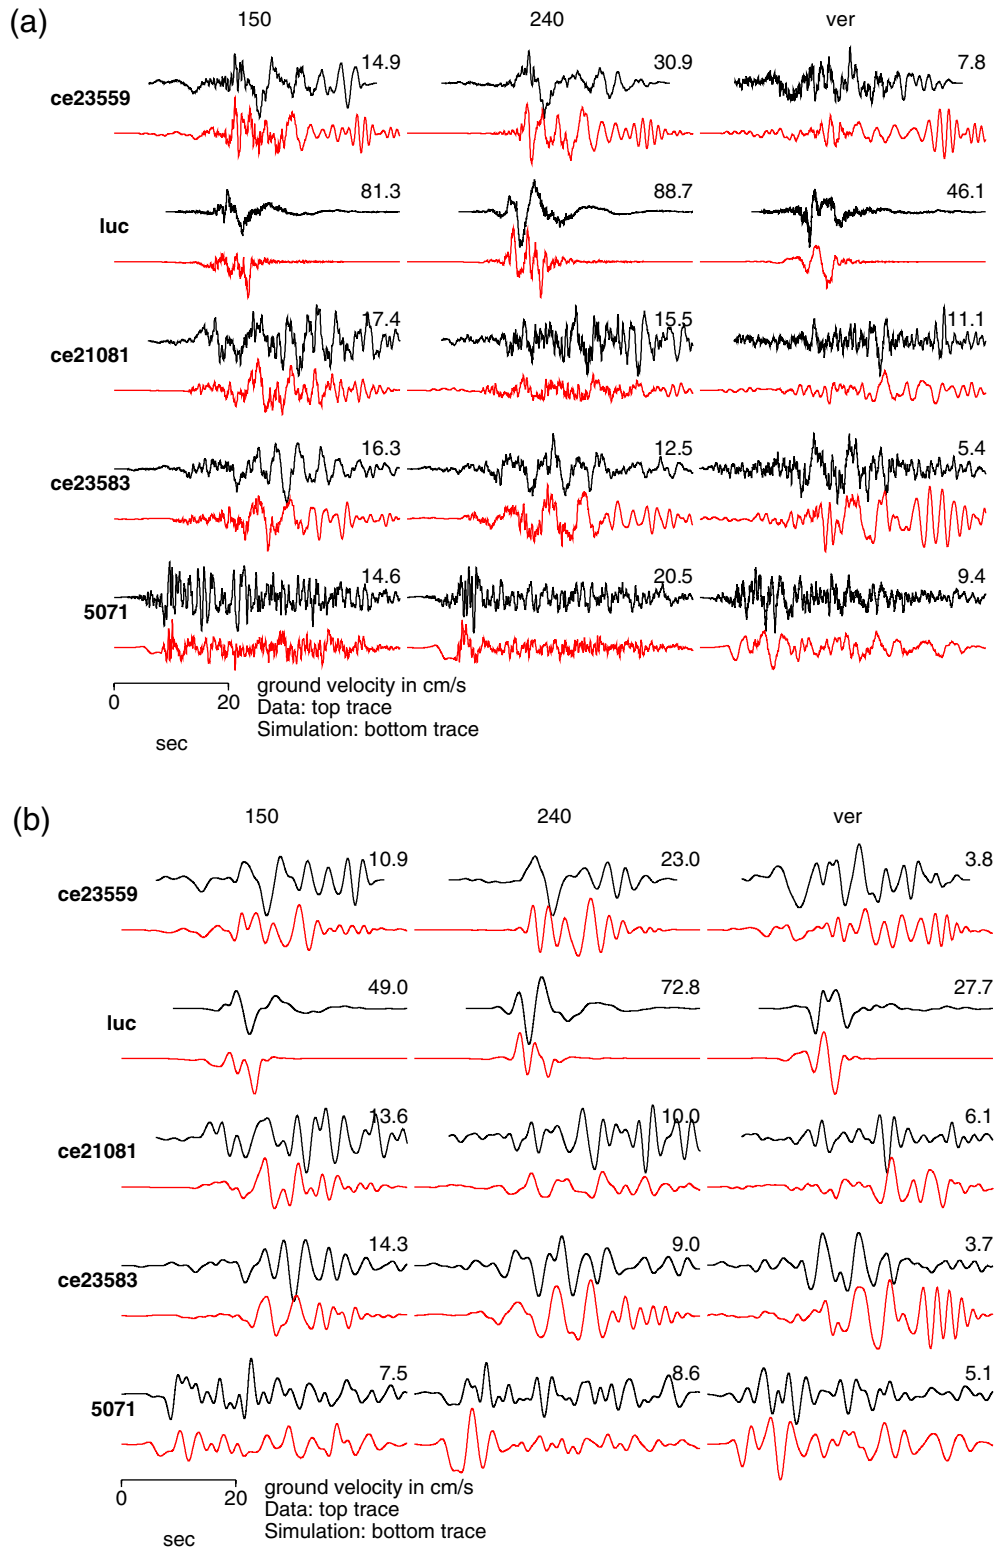 (a)
150 240 ver
14.9 30.9 7.8
ce23559
81.3 88.7 46.1
luc
17.4 15.5 11.1
ce21081
16.3 12.5 5.4
ce23583
14.6 20.5 9.4
5071
ground velocity in cm/s
0 20
Data: top trace
Simulation: bottom trace
sec
(b)
150 240 ver
10.9 23.0 3.8
ce23559
49.0 72.8 27.7
luc
13.6 10.0 6.1
ce21081
14.3 9.0 3.7
ce23583
7.5 8.6 5.1
5071
ground velocity in cm/s
0 20
Data: top trace
Simulation: bottom trace
sec